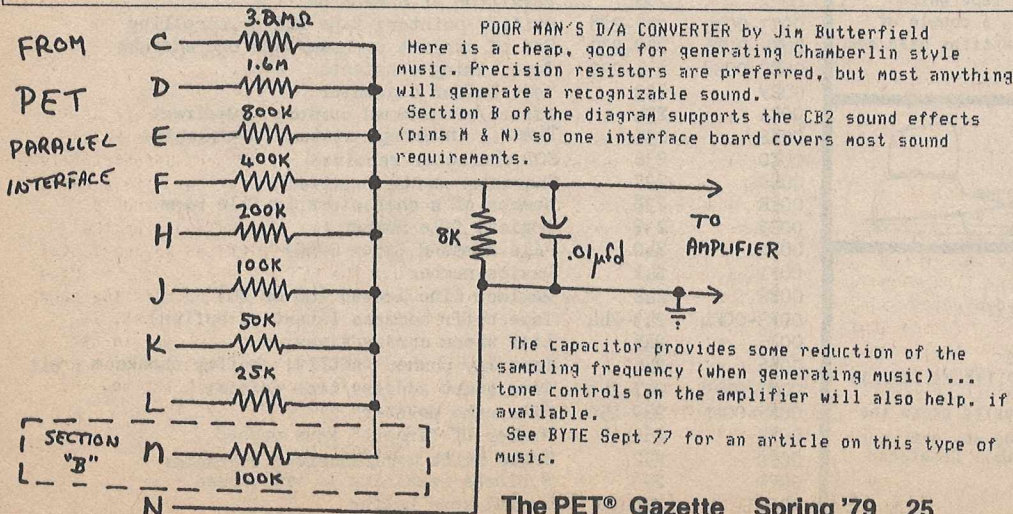 FROM
PET
PARALLEL
INTERFACE
C
3.2MΩ
D
1.6M
E
800K
F
400K
H
200K
J
100K
K
50K
L
25K
SECTION
"B"
M
100K
N
8K
.01µfd
TO
AMPLIFIER
POOR MAN'S D/A CONVERTER by Jim Butterfield
Here is a cheap, good for generating Chamberlin style
music. Precision resistors are preferred, but most anything
will generate a recognizable sound.
Section B of the diagram supports the CB2 sound effects
(pins M & N) so one interface board covers most sound
requirements.
The capacitor provides some reduction of the
sampling frequency (when generating music) ...
tone controls on the amplifier will also help, if
available.
See BYTE Sept 77 for an article on this type of
music.
The PET® Gazette Spring '79 25